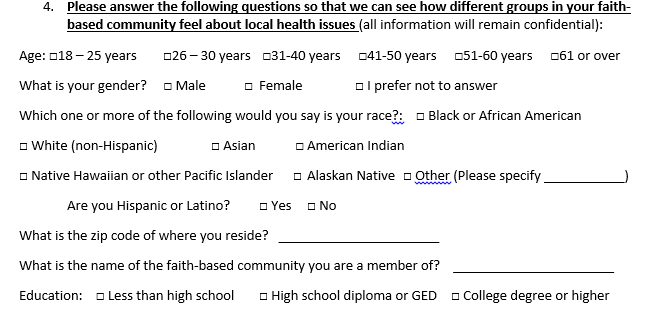 4. Please answer the following questions so that we can see how different groups in your faith-
based community feel about local health issues (all information will remain confidential):
Age: □18 – 25 years □26 – 30 years □31-40 years □41-50 years □51-60 years □61 or over
What is your gender? □ Male □ Female □ I prefer not to answer
Which one or more of the following would you say is your race?: □ Black or African American
□ White (non-Hispanic) □ Asian □ American Indian
□ Native Hawaiian or other Pacific Islander □ Alaskan Native □ Other (Please specify ____________)
Are you Hispanic or Latino? □ Yes □ No
What is the zip code of where you reside? ________________________
What is the name of the faith-based community you are a member of? ________________________
Education: □ Less than high school □ High school diploma or GED □ College degree or higher